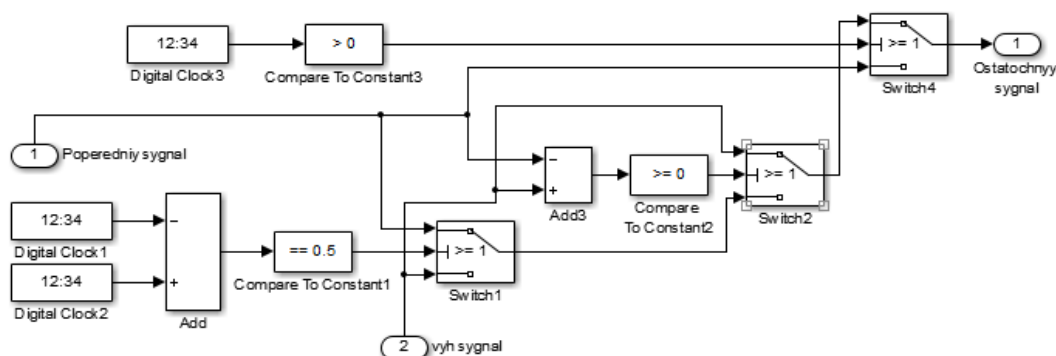 12:34
Digital Clock3
> 0
Compare To Constant3
>= 1
Switch4
1
Ostatochnyy
sygnal
1
Poperedniy sygnal
12:34
Digital Clock1
12:34
Digital Clock2
−
+
Add
== 0.5
Compare To Constant1
>= 1
Switch1
2
vyh sygnal
−
+
Add3
>= 0
Compare
To Constant2
>= 1
Switch2